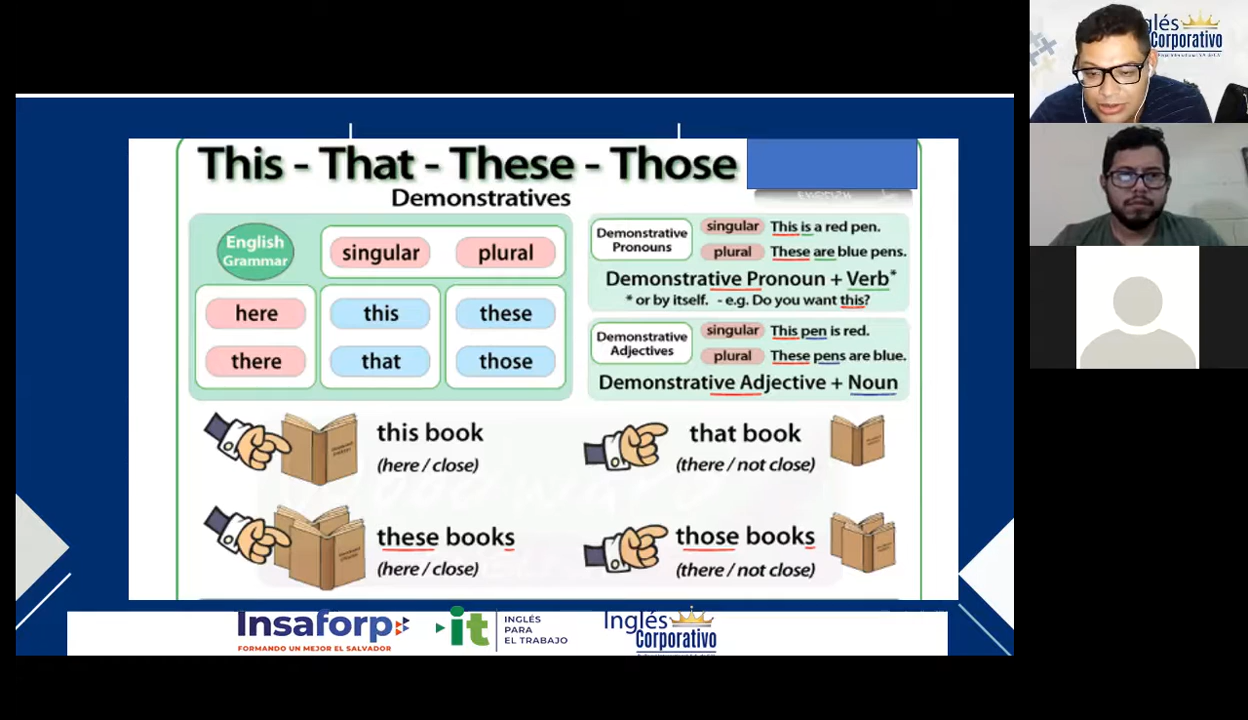 This - That - These - Those
Demonstratives
English
Grammar
singular
plural
here
this
these
there
that
those
Demonstrative
Pronouns
singular
This is a red pen.
plural
These are blue pens.
Demonstrative Pronoun + Verb*
* or by itself. - e.g. Do you want this?
Demonstrative
Adjectives
singular
This pen is red.
plural
These pens are blue.
Demonstrative Adjective + Noun
this book
(here / close)
that book
(there / not close)
these books
(here / close)
those books
(there / not close)
Insaforp
FORMANDO UN MEJOR EL SALVADOR
it
INGLÉS
PARA
EL TRABAJO
Inglés
Corporativo
glés
Corporativo